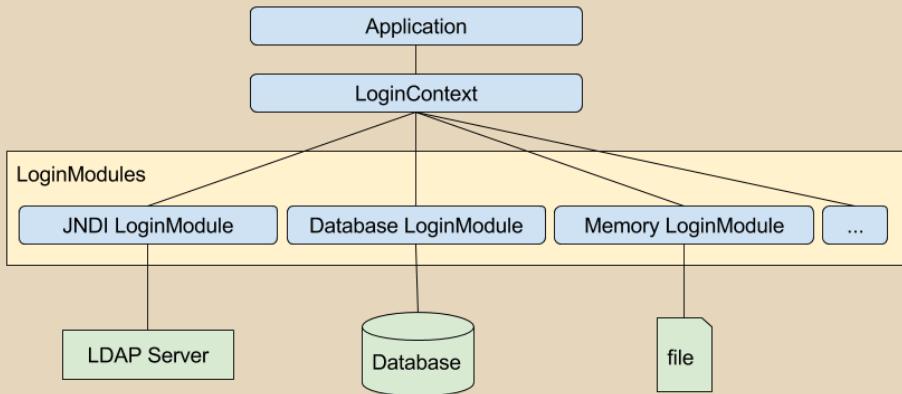 Application
LoginContext
LoginModules
JNDI LoginModule
Database LoginModule
Memory LoginModule
...
LDAP Server
Database
file